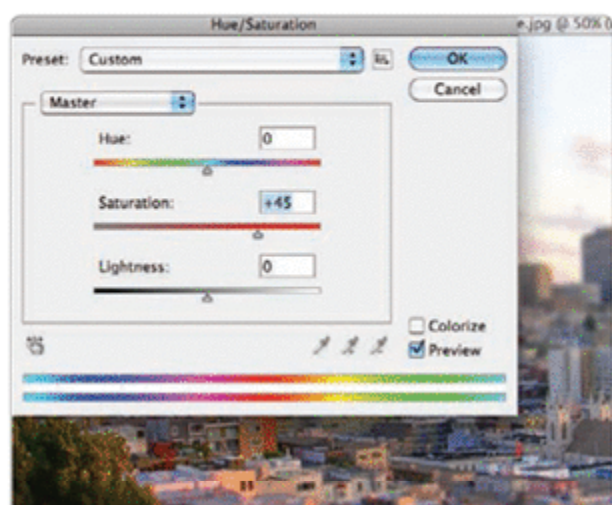 Hue/Saturation
e.jpg @ 50% (
Preset: Custom
OK
Cancel
Master
Hue: 0
Saturation: +45
Lightness: 0
Colorize
Preview